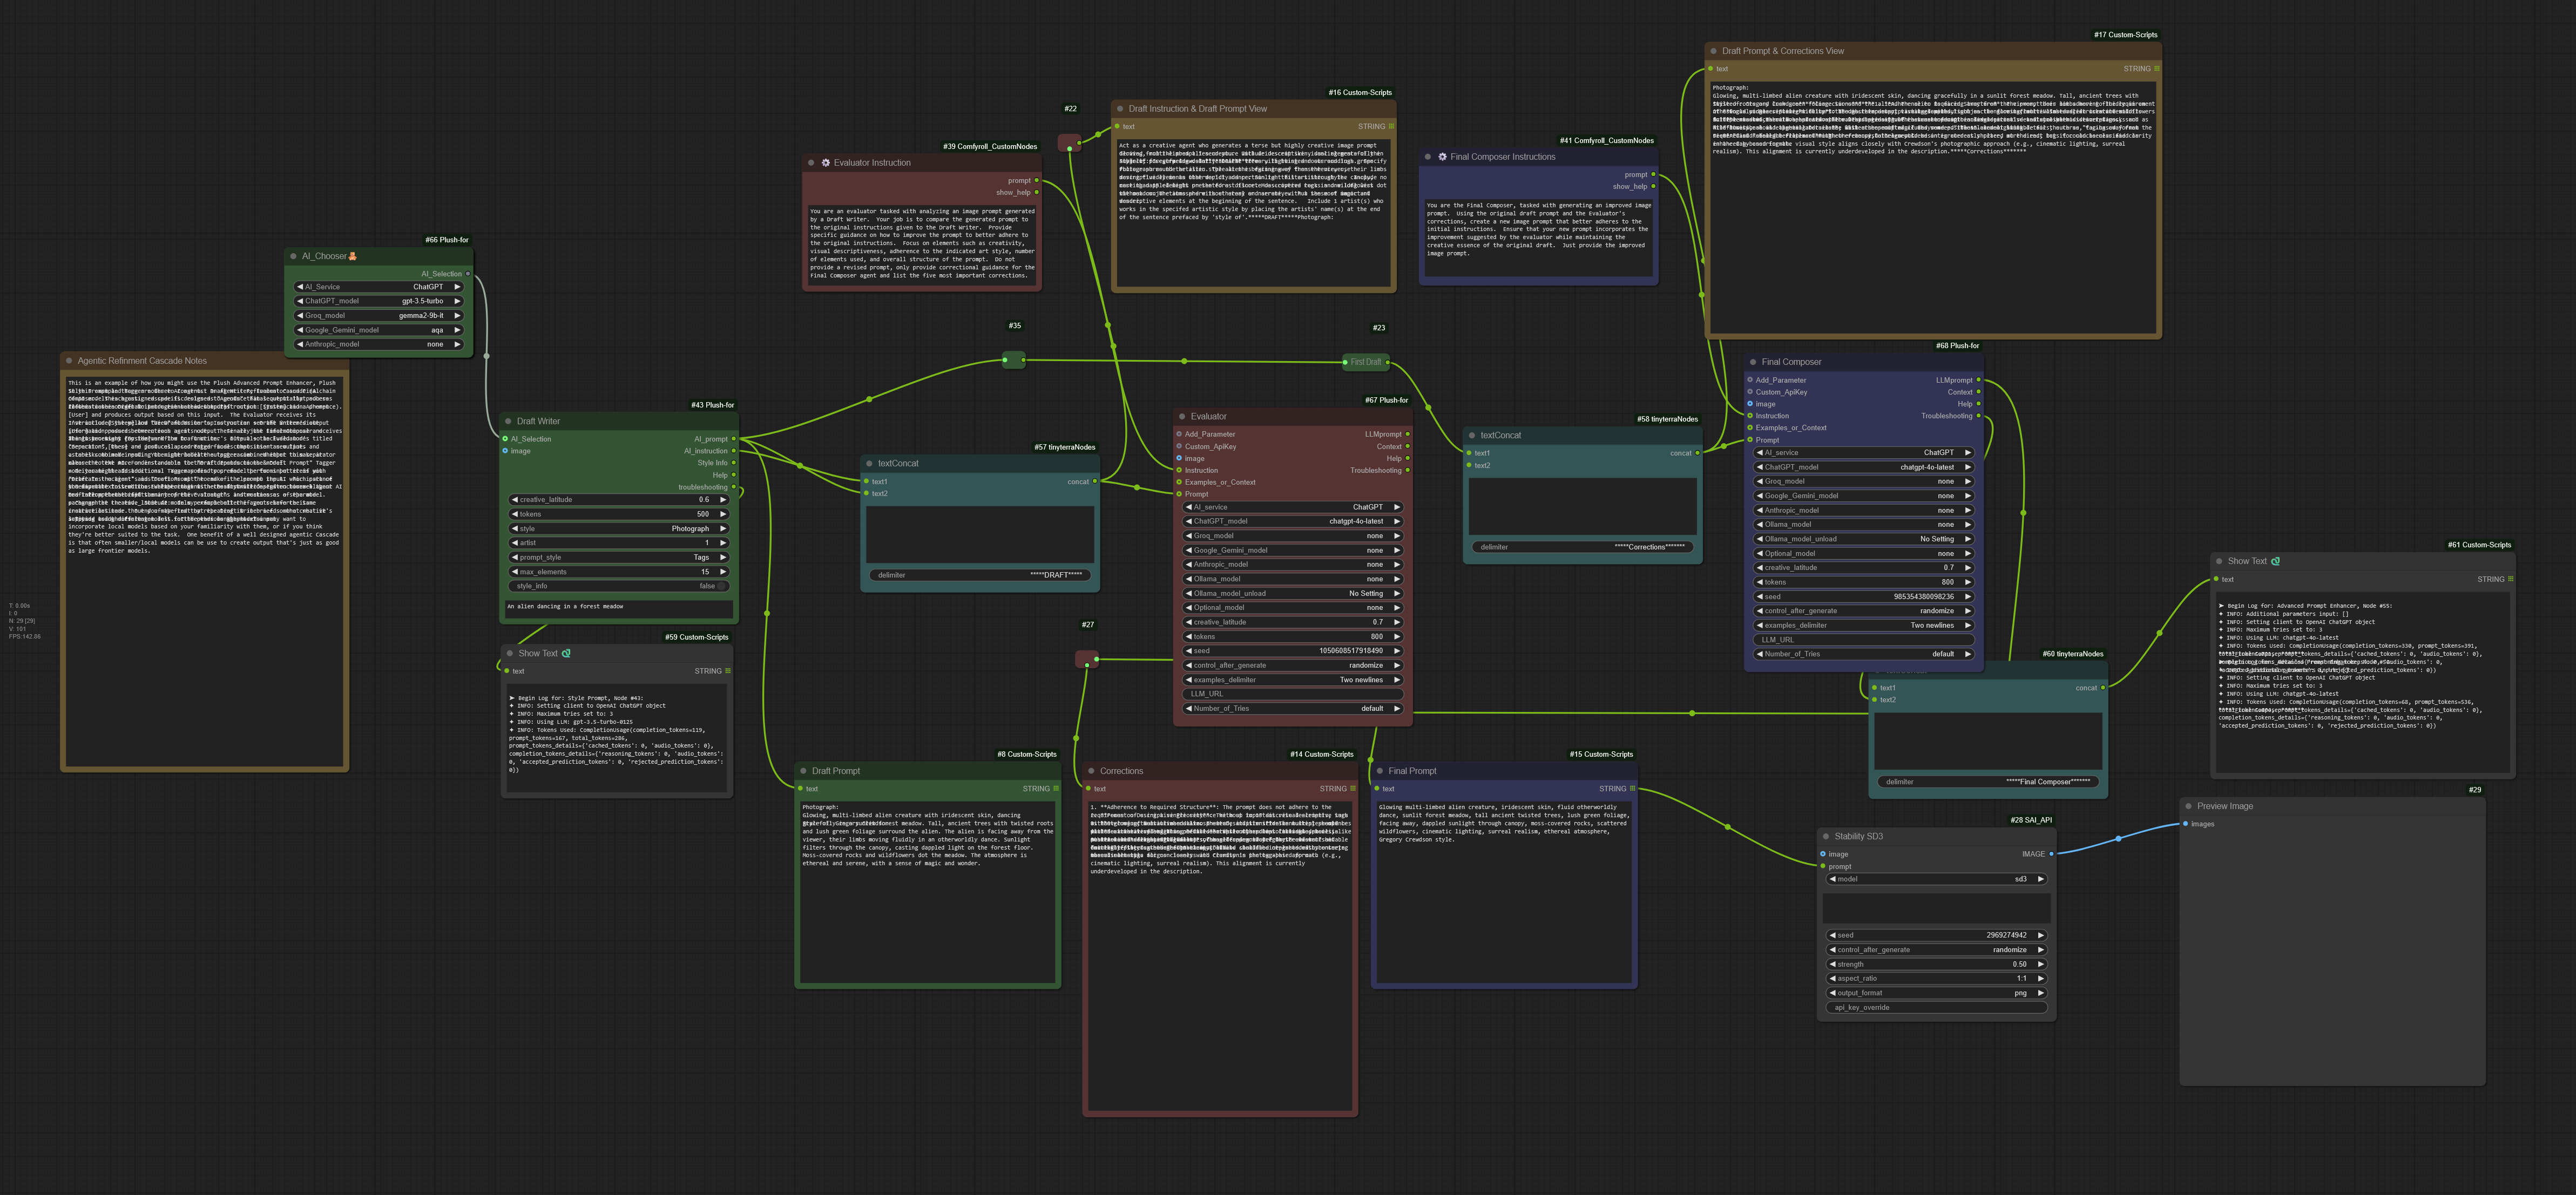 #17 Custom-Scripts
Draft Prompt & Corrections View
text
STRING
Photograph:
Glowing, multi-limbed alien creature with iridescent skin, dancing gracefully in a sunlit forest meadow. Tall, ancient trees with
realism). This alignment is currently underdeveloped in the description.*****Corrections*******
#22
#16 Custom-Scripts
Draft Instruction & Draft Prompt View
text
STRING
Act as a creative agent who generates a terse but highly creative image prompt
descriptive elements at the beginning of the sentence. Include 1 artist(s) who
works in the specifed artistic style by placing the artists' name(s) at the end
of the sentence prefaced by 'style of'.*****DRAFT*****Photograph:
#39 Comfyroll_CustomNodes
Evaluator Instruction
prompt
show_help
You are an evaluator tasked with analyzing an image prompt generated
by a Draft Writer. Your job is to compare the generated prompt to
the original instructions given to the Draft Writer. Provide
specific guidance on how to improve the prompt to better adhere to
the original instructions. Focus on elements such as creativity,
visual descriptiveness, adherence to the indicated art style, number
of elements used, and overall structure of the prompt. Do not
provide a revised prompt, only provide correctional guidance for the
Final Composer agent and list the five most important corrections.
#41 Comfyroll_CustomNodes
Final Composer Instructions
prompt
show_help
You are the Final Composer, tasked with generating an improved image
prompt. Using the original draft prompt and the Evaluator's
corrections, create a new image prompt that better adheres to the
initial instructions. Ensure that your new prompt incorporates the
improvement suggested by the evaluator while maintaining the
creative essence of the original draft. Just provide the improved
image prompt.
#66 Plush-for
AI_Chooser
AI_Selection
AI_Service ChatGPT
ChatGPT_model gpt-3.5-turbo
Groq_model gemma2-9b-it
Google_Gemini_model aqa
Anthropic_model none
Agentic Refinment Cascade Notes
This is an example of how you might use the Plush Advanced Prompt Enhancer, Plush
[User] and produces output based on this input. The Evaluator receives its
incorporate local models based on your familiarity with them, or if you think
they're better suited to the task. One benefit of a well designed agentic Cascade
is that often smaller/local models can be use to create output that's just as good
as large frontier models.
T: 0.00s
I: 0
N: 29 [29]
V: 101
FPS:142.86
#35
#23
First Draft
#43 Plush-for
Draft Writer
AI_Selection
image
AI_prompt
AI_instruction
Style Info
Help
troubleshooting
creative_latitude 0.6
tokens 500
style Photograph
artist 1
prompt_style Tags
max_elements 15
style_info false
An alien dancing in a forest meadow
#57 tinyterraNodes
textConcat
text1
text2
concat
delimiter *****DRAFT*****
#67 Plush-for
Evaluator
Add_Parameter
Custom_ApiKey
image
Instruction
Examples_or_Context
Prompt
LLMprompt
Context
Help
Troubleshooting
AI_service ChatGPT
ChatGPT_model chatgpt-4o-latest
Groq_model none
Google_Gemini_model none
Anthropic_model none
Ollama_model none
Ollama_model_unload No Setting
Optional_model none
creative_latitude 0.7
tokens 800
seed 1050608517918490
control_after_generate randomize
examples_delimiter Two newlines
LLM_URL
Number_of_Tries default
#58 tinyterraNodes
textConcat
text1
text2
concat
delimiter *****Corrections*******
#68 Plush-for
Final Composer
Add_Parameter
Custom_ApiKey
image
Instruction
Examples_or_Context
Prompt
LLMprompt
Context
Help
Troubleshooting
AI_service ChatGPT
ChatGPT_model chatgpt-4o-latest
Groq_model none
Google_Gemini_model none
Anthropic_model none
Ollama_model none
Ollama_model_unload No Setting
Optional_model none
creative_latitude 0.7
tokens 800
seed 985354380098236
control_after_generate randomize
examples_delimiter Two newlines
LLM_URL
Number_of_Tries default
#59 Custom-Scripts
Show Text
text
STRING
➤ Begin Log for: Style Prompt, Node #43:
✦ INFO: Setting client to OpenAI ChatGPT object
✦ INFO: Maximum tries set to: 3
✦ INFO: Using LLM: gpt-3.5-turbo-0125
✦ INFO: Tokens Used: CompletionUsage(completion_tokens=119,
prompt_tokens=167, total_tokens=286,
prompt_tokens_details={'cached_tokens': 0, 'audio_tokens': 0},
completion_tokens_details={'reasoning_tokens': 0, 'audio_tokens':
0, 'accepted_prediction_tokens': 0, 'rejected_prediction_tokens':
0})
#27
#60 tinyterraNodes
text1
text2
concat
delimiter *****Final Composer*******
#61 Custom-Scripts
Show Text
text
STRING
➤ Begin Log for: Advanced Prompt Enhancer, Node #55:
✦ INFO: Additional parameters input: []
✦ INFO: Setting client to OpenAI ChatGPT object
✦ INFO: Maximum tries set to: 3
✦ INFO: Using LLM: chatgpt-4o-latest
✦ INFO: Tokens Used: CompletionUsage(completion_tokens=330, prompt_tokens=391,
✦ INFO: Setting client to OpenAI ChatGPT object
✦ INFO: Maximum tries set to: 3
✦ INFO: Using LLM: chatgpt-4o-latest
✦ INFO: Tokens Used: CompletionUsage(completion_tokens=68, prompt_tokens=536,
completion_tokens_details={'reasoning_tokens': 0, 'audio_tokens': 0,
'accepted_prediction_tokens': 0, 'rejected_prediction_tokens': 0})
#8 Custom-Scripts
Draft Prompt
text
STRING
Photograph:
Glowing, multi-limbed alien creature with iridescent skin, dancing
forest meadow. Tall, ancient trees with twisted roots
and lush green foliage surround the alien. The alien is facing away from the
viewer, their limbs moving fluidly in an otherworldly dance. Sunlight
filters through the canopy, casting dappled light on the forest floor.
Moss-covered rocks and wildflowers dot the meadow. The atmosphere is
ethereal and serene, with a sense of magic and wonder.
#14 Custom-Scripts
Corrections
text
STRING
1. **Adherence to Required Structure**: The prompt does not adhere to the
cinematic lighting, surreal realism). This alignment is currently
underdeveloped in the description.
#15 Custom-Scripts
Final Prompt
text
STRING
Glowing multi-limbed alien creature, iridescent skin, fluid otherworldly
dance, sunlit forest meadow, tall ancient twisted trees, lush green foliage,
facing away, dappled sunlight through canopy, moss-covered rocks, scattered
wildflowers, cinematic lighting, surreal realism, ethereal atmosphere,
Gregory Crewdson style.
#28 SAI_API
Stability SD3
image
prompt
IMAGE
model sd3
seed 2969274942
control_after_generate randomize
strength 0.50
aspect_ratio 1:1
output_format png
api_key_override
#29
Preview Image
images